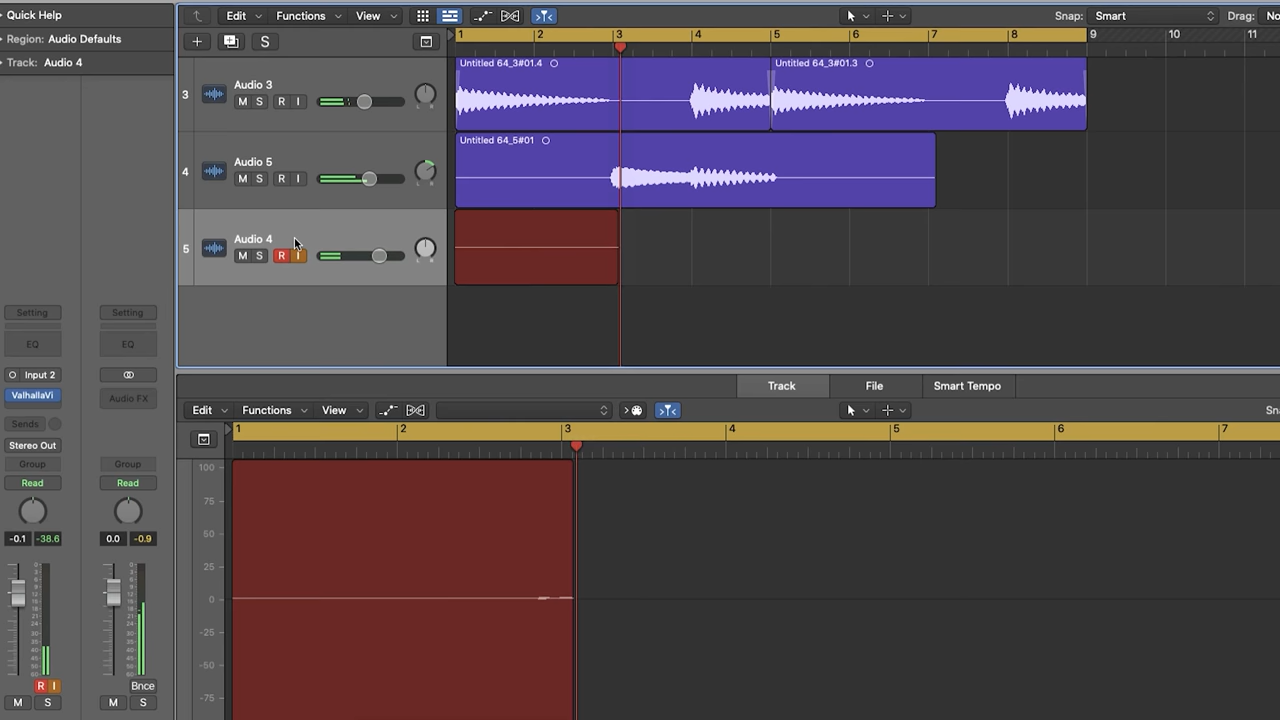 Quick Help
Region: Audio Defaults
Track: Audio 4
Edit Functions View
Snap: Smart Drag: No
S
1 2 3 4 5 6 7 8 9 10 11
3 Audio 3
M S R I
Untitled 64_3#01.4
Untitled 64_3#01.3
4 Audio 5
M S R I
Untitled 64_5#01
5 Audio 4
M S R I
Setting Setting
EQ EQ
Input 2
ValhallaVi Audio FX
Sends
Stereo Out
Group Group
Read Read
-0.1 -38.6 0.0 -0.9
R I Bnce
M S M S
Track File Smart Tempo
Edit Functions View
1 2 3 4 5 6 7
100
75
50
25
0
-25
-50
-75